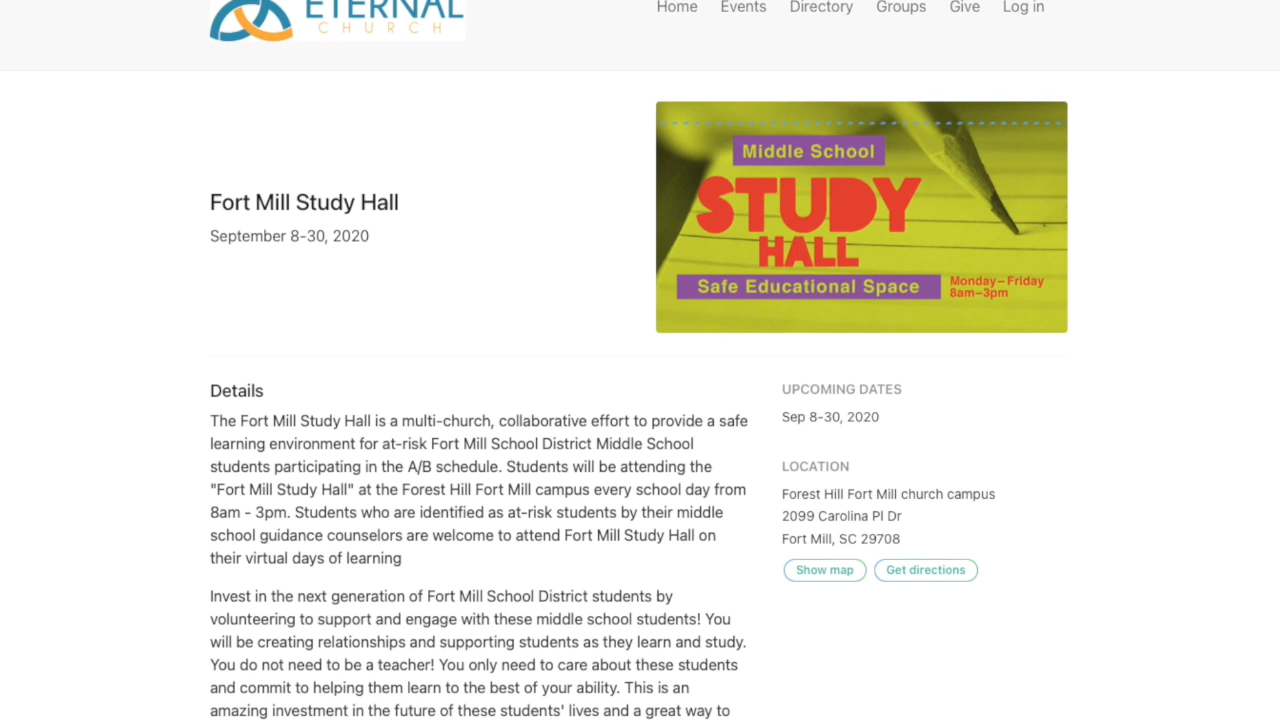 ETERNAL
CHURCH
Home Events Directory Groups Give Log in
Middle School
STUDY
HALL
Safe Educational Space
Monday–Friday
8am–3pm
Fort Mill Study Hall
September 8-30, 2020
Details
The Fort Mill Study Hall is a multi-church, collaborative effort to provide a safe
learning environment for at-risk Fort Mill School District Middle School
students participating in the A/B schedule. Students will be attending the
"Fort Mill Study Hall" at the Forest Hill Fort Mill campus every school day from
8am - 3pm. Students who are identified as at-risk students by their middle
school guidance counselors are welcome to attend Fort Mill Study Hall on
their virtual days of learning
Invest in the next generation of Fort Mill School District students by
volunteering to support and engage with these middle school students! You
will be creating relationships and supporting students as they learn and study.
You do not need to be a teacher! You only need to care about these students
and commit to helping them learn to the best of your ability. This is an
amazing investment in the future of these students' lives and a great way to
UPCOMING DATES
Sep 8-30, 2020
LOCATION
Forest Hill Fort Mill church campus
2099 Carolina Pl Dr
Fort Mill, SC 29708
Show map Get directions